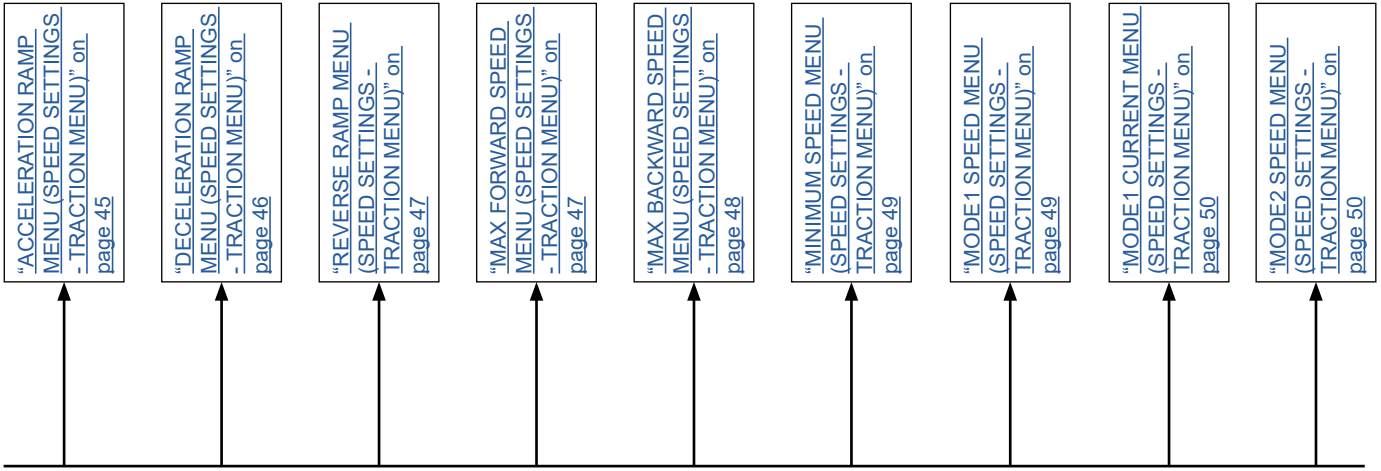 “ACCELERATION RAMP
MENU (SPEED SETTINGS
- TRACTION MENU)” on
page 45
“DECELERATION RAMP
MENU (SPEED SETTINGS
- TRACTION MENU)” on
page 46
“REVERSE RAMP MENU
(SPEED SETTINGS -
TRACTION MENU)” on
page 47
“MAX FORWARD SPEED
MENU (SPEED SETTINGS
- TRACTION MENU)” on
page 47
“MAX BACKWARD SPEED
MENU (SPEED SETTINGS
- TRACTION MENU)” on
page 48
“MINIMUM SPEED MENU
(SPEED SETTINGS -
TRACTION MENU)” on
page 49
“MODE1 SPEED MENU
(SPEED SETTINGS -
TRACTION MENU)” on
page 49
“MODE1 CURRENT MENU
(SPEED SETTINGS -
TRACTION MENU)” on
page 50
“MODE2 SPEED MENU
(SPEED SETTINGS -
TRACTION MENU)” on
page 50